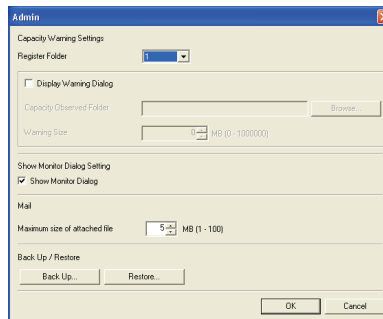 Admin
Capacity Warning Settings
Register Folder 1
Display Warning Dialog
Capacity Observed Folder Browse...
Warning Size 0 MB (0 - 1000000)
Show Monitor Dialog Setting
Show Monitor Dialog
Mail
Maximum size of attached file 5 MB (1 - 100)
Back Up / Restore
Back Up... Restore...
OK Cancel